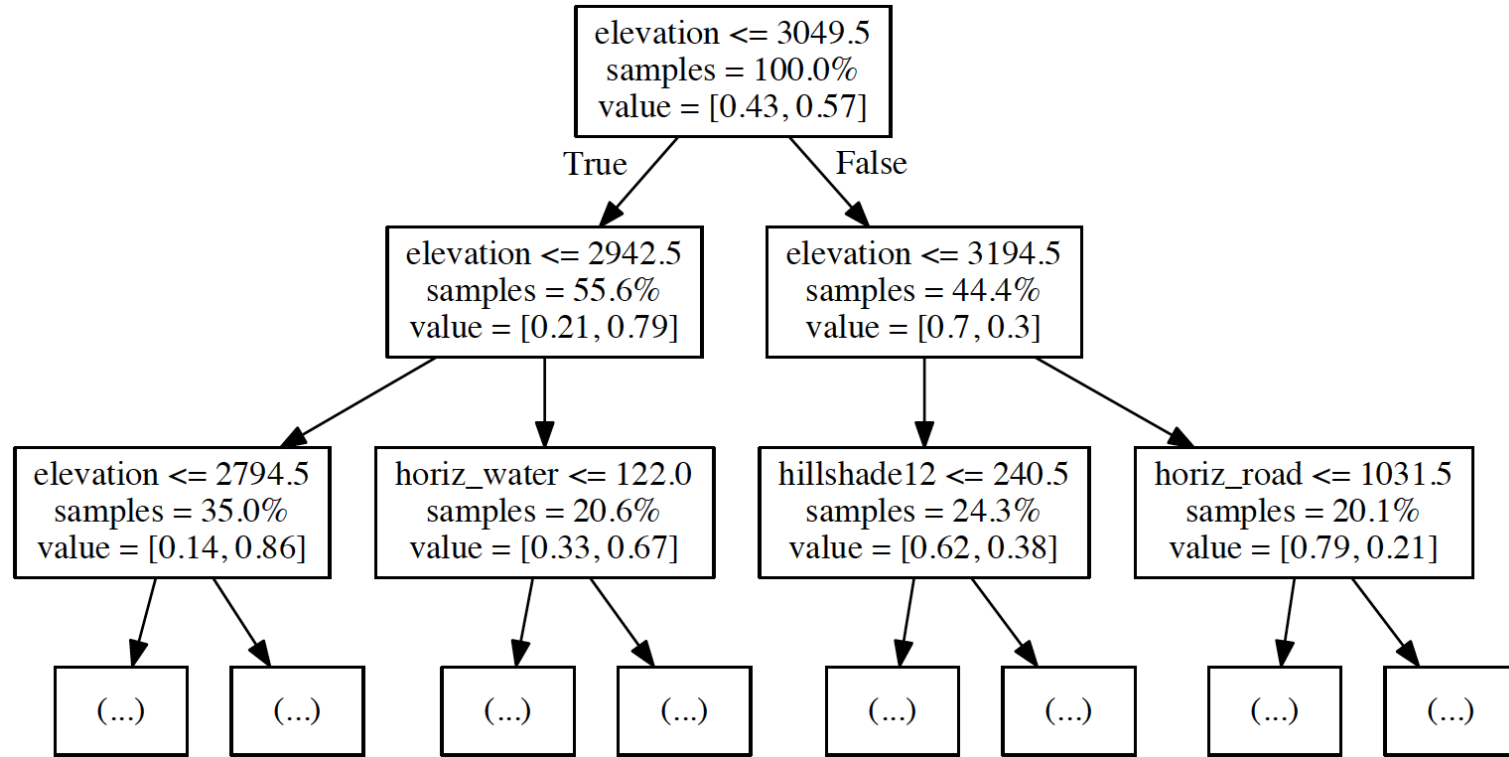 elevation <= 3049.5
samples = 100.0%
value = [0.43, 0.57]
True
False
elevation <= 2942.5
samples = 55.6%
value = [0.21, 0.79]
elevation <= 3194.5
samples = 44.4%
value = [0.7, 0.3]
elevation <= 2794.5
samples = 35.0%
value = [0.14, 0.86]
horiz_water <= 122.0
samples = 20.6%
value = [0.33, 0.67]
hillshade12 <= 240.5
samples = 24.3%
value = [0.62, 0.38]
horiz_road <= 1031.5
samples = 20.1%
value = [0.79, 0.21]
(...)
(...)
(...)
(...)
(...)
(...)
(...)
(...)